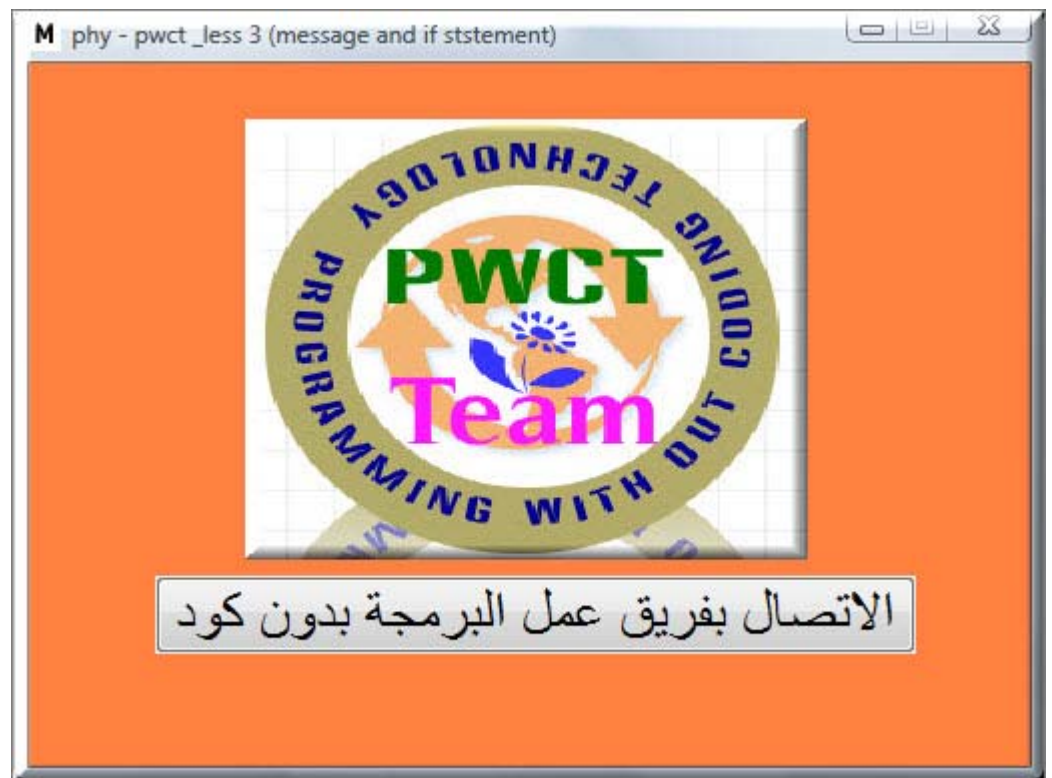 M phy - pwct _less 3 (message and if ststement)
PROGRAMMING WITH OUT CODING TECHNOLOGY
PWCT
Team
الاتصال بفريق عمل البرمجة بدون كود